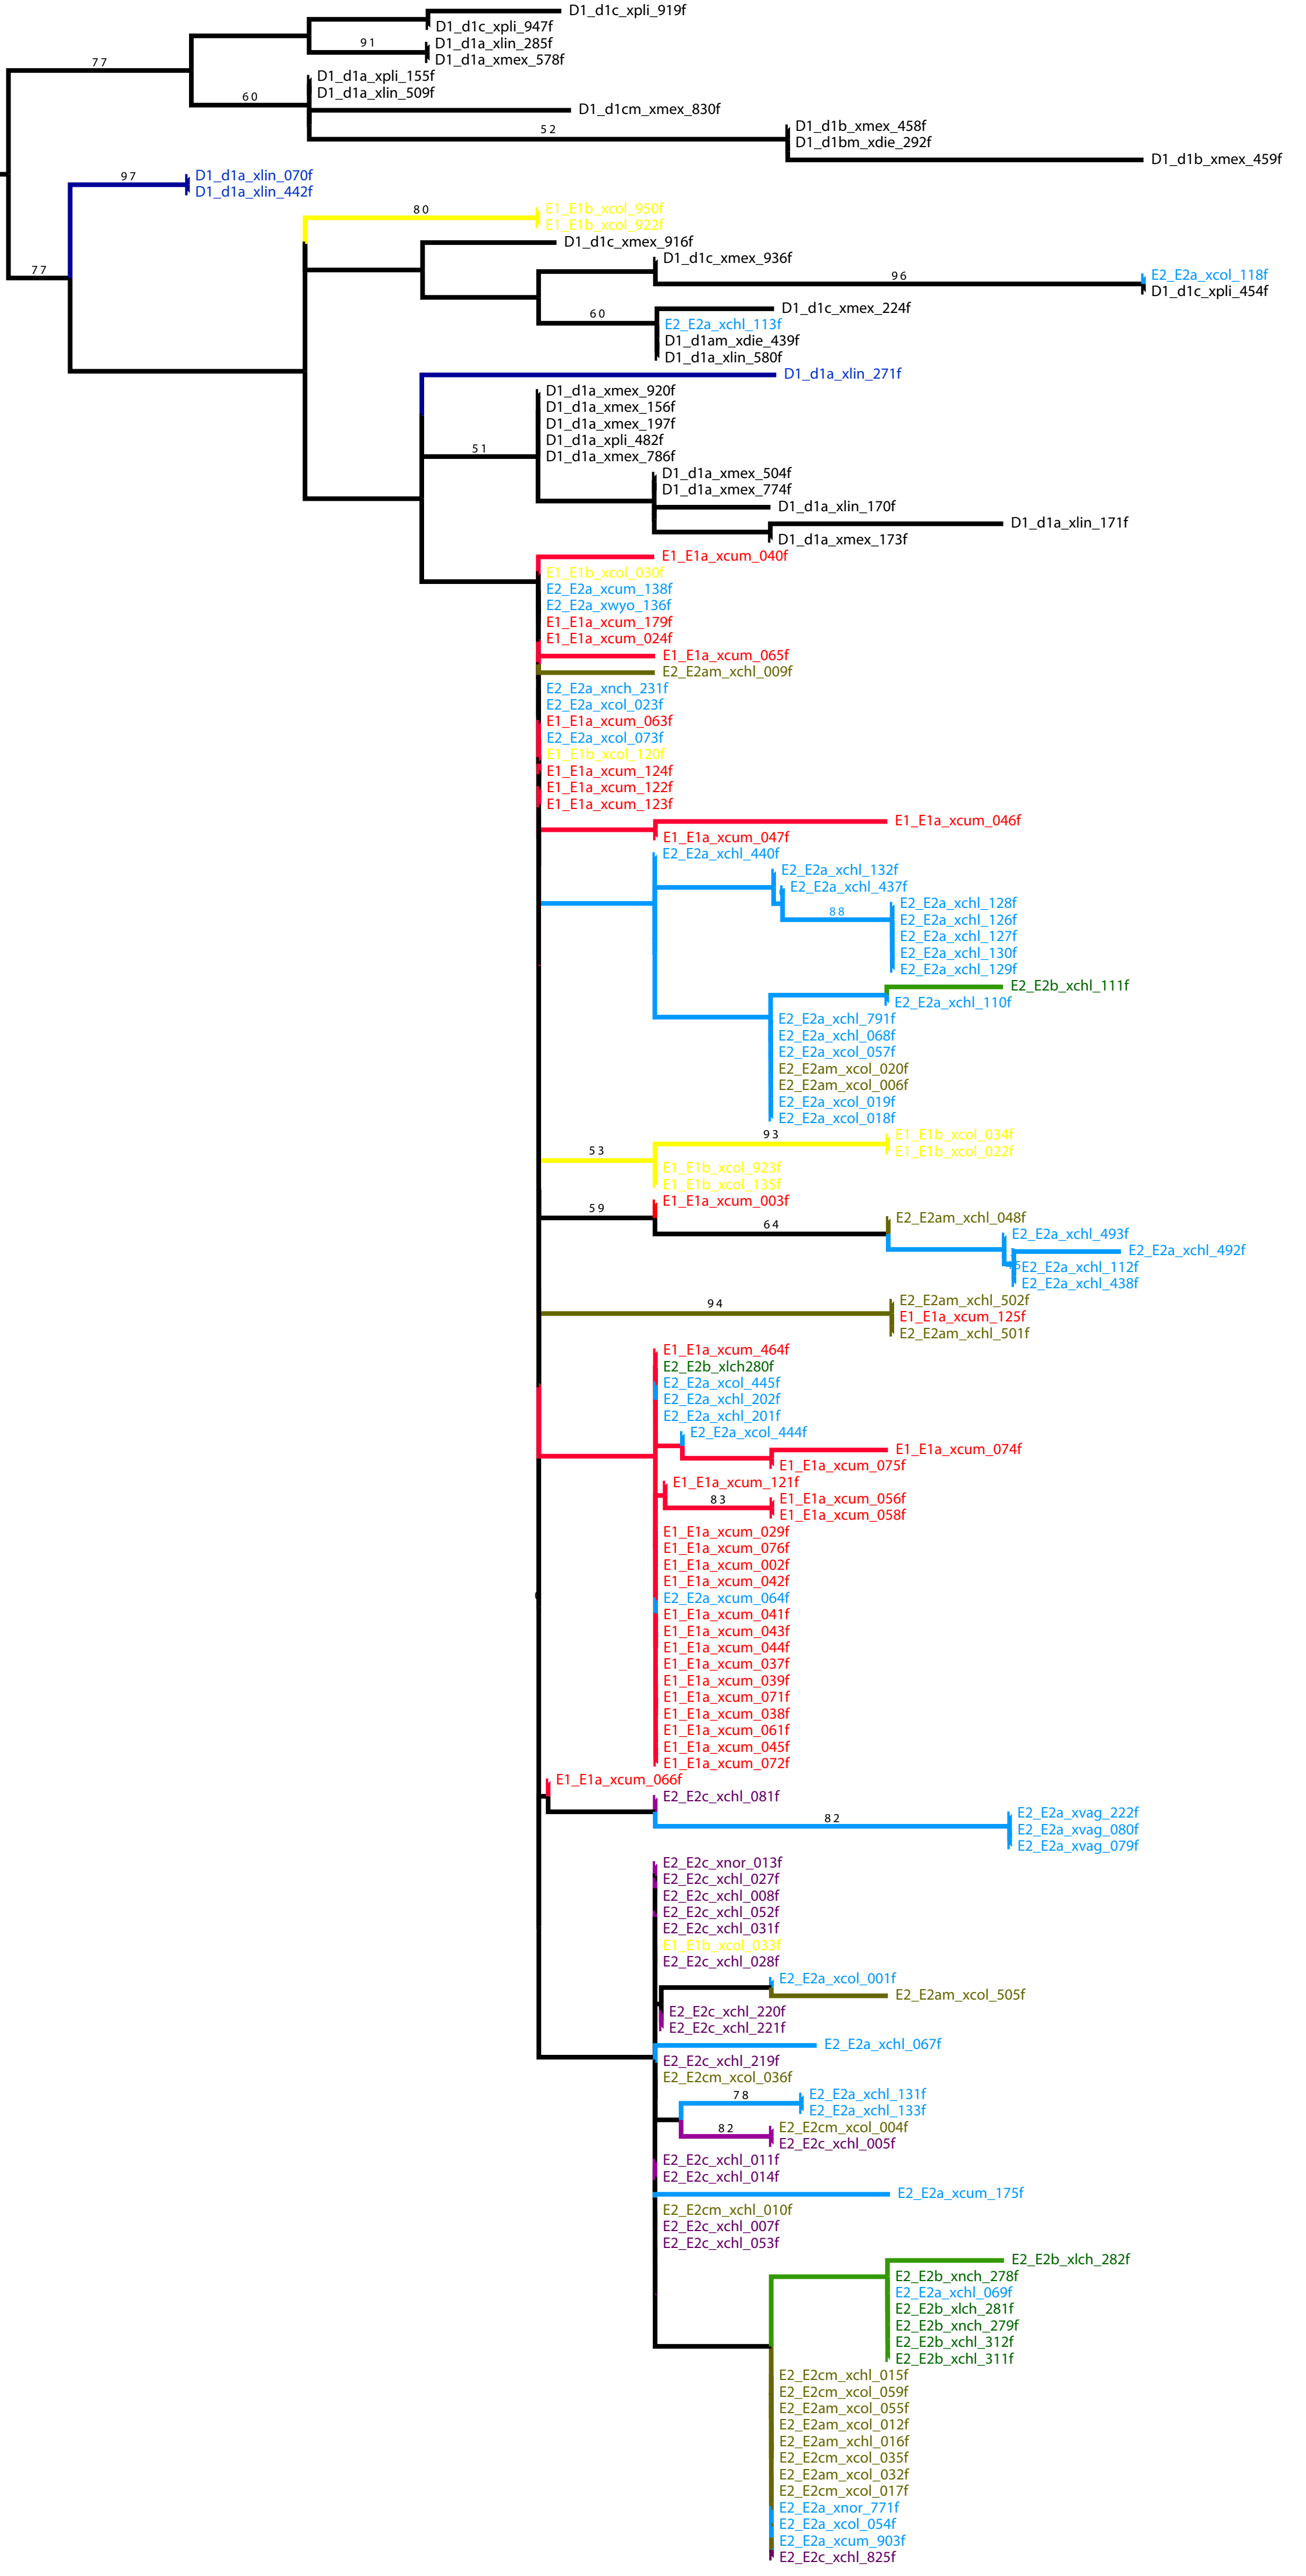 D1_d1c_xpli_919f
D1_d1c_xpli_947f
91
D1_d1a_xlin_285f
D1_d1a_xmex_578f
77
D1_d1a_xpli_155f
D1_d1a_xlin_509f
60
D1_d1cm_xmex_830f
52
D1_d1b_xmex_458f
D1_d1bm_xdie_292f
D1_d1b_xmex_459f
97
D1_d1a_xlin_070f
D1_d1a_xlin_442f
80
E1_E1b_xcol_950f
E1_E1b_xcol_922f
D1_d1c_xmex_916f
D1_d1c_xmex_936f
77
96
E2_E2a_xcol_118f
D1_d1c_xpli_454f
D1_d1c_xmex_224f
60
E2_E2a_xchl_113f
D1_d1am_xdie_439f
D1_d1a_xlin_580f
D1_d1a_xlin_271f
D1_d1a_xmex_920f
D1_d1a_xmex_156f
D1_d1a_xmex_197f
D1_d1a_xpli_482f
51
D1_d1a_xmex_786f
D1_d1a_xmex_504f
D1_d1a_xmex_774f
D1_d1a_xlin_170f
D1_d1a_xlin_171f
D1_d1a_xmex_173f
E1_E1a_xcum_040f
E1_E1b_xcol_030f
E2_E2a_xcum_138f
E2_E2a_xwyo_136f
E1_E1a_xcum_179f
E1_E1a_xcum_024f
E1_E1a_xcum_065f
E2_E2am_xchl_009f
E2_E2a_xnch_231f
E2_E2a_xcol_023f
E1_E1a_xcum_063f
E2_E2a_xcol_073f
E1_E1b_xcol_120f
E1_E1a_xcum_124f
E1_E1a_xcum_122f
E1_E1a_xcum_123f
E1_E1a_xcum_046f
E1_E1a_xcum_047f
E2_E2a_xchl_440f
E2_E2a_xchl_132f
E2_E2a_xchl_437f
E2_E2a_xchl_128f
88
E2_E2a_xchl_126f
E2_E2a_xchl_127f
E2_E2a_xchl_130f
E2_E2a_xchl_129f
E2_E2b_xchl_111f
E2_E2a_xchl_110f
E2_E2a_xchl_791f
E2_E2a_xchl_068f
E2_E2a_xcol_057f
E2_E2am_xcol_020f
E2_E2am_xcol_006f
E2_E2a_xcol_019f
E2_E2a_xcol_018f
93
E1_E1b_xcol_034f
53
E1_E1b_xcol_022f
E1_E1b_xcol_923f
E1_E1b_xcol_135f
E1_E1a_xcum_003f
59
E2_E2am_xchl_048f
64
E2_E2a_xchl_493f
E2_E2a_xchl_492f
E2_E2a_xchl_112f
E2_E2a_xchl_438f
94
E2_E2am_xchl_502f
E1_E1a_xcum_125f
E2_E2am_xchl_501f
E1_E1a_xcum_464f
E2_E2b_xlch280f
E2_E2a_xcol_445f
E2_E2a_xchl_202f
E2_E2a_xchl_201f
E2_E2a_xcol_444f
E1_E1a_xcum_074f
E1_E1a_xcum_075f
E1_E1a_xcum_121f
83
E1_E1a_xcum_056f
E1_E1a_xcum_058f
E1_E1a_xcum_029f
E1_E1a_xcum_076f
E1_E1a_xcum_002f
E1_E1a_xcum_042f
E2_E2a_xcum_064f
E1_E1a_xcum_041f
E1_E1a_xcum_043f
E1_E1a_xcum_044f
E1_E1a_xcum_037f
E1_E1a_xcum_039f
E1_E1a_xcum_071f
E1_E1a_xcum_038f
E1_E1a_xcum_061f
E1_E1a_xcum_045f
E1_E1a_xcum_072f
E1_E1a_xcum_066f
E2_E2c_xchl_081f
82
E2_E2a_xvag_222f
E2_E2a_xvag_080f
E2_E2a_xvag_079f
E2_E2c_xnor_013f
E2_E2c_xchl_027f
E2_E2c_xchl_008f
E2_E2c_xchl_052f
E2_E2c_xchl_031f
E1_E1b_xcol_033f
E2_E2c_xchl_028f
E2_E2a_xcol_001f
E2_E2am_xcol_505f
E2_E2c_xchl_220f
E2_E2c_xchl_221f
E2_E2a_xchl_067f
E2_E2c_xchl_219f
E2_E2cm_xcol_036f
78
E2_E2a_xchl_131f
E2_E2a_xchl_133f
82
E2_E2cm_xcol_004f
E2_E2c_xchl_005f
E2_E2c_xchl_011f
E2_E2c_xchl_014f
E2_E2a_xcum_175f
E2_E2cm_xchl_010f
E2_E2c_xchl_007f
E2_E2c_xchl_053f
E2_E2b_xlch_282f
E2_E2b_xnch_278f
E2_E2a_xchl_069f
E2_E2b_xlch_281f
E2_E2b_xnch_279f
E2_E2b_xchl_312f
E2_E2b_xchl_311f
E2_E2cm_xchl_015f
E2_E2cm_xcol_059f
E2_E2am_xcol_055f
E2_E2am_xcol_012f
E2_E2am_xchl_016f
E2_E2cm_xcol_035f
E2_E2am_xcol_032f
E2_E2cm_xcol_017f
E2_E2a_xnor_771f
E2_E2a_xcol_054f
E2_E2a_xcum_903f
E2_E2c_xchl_825f